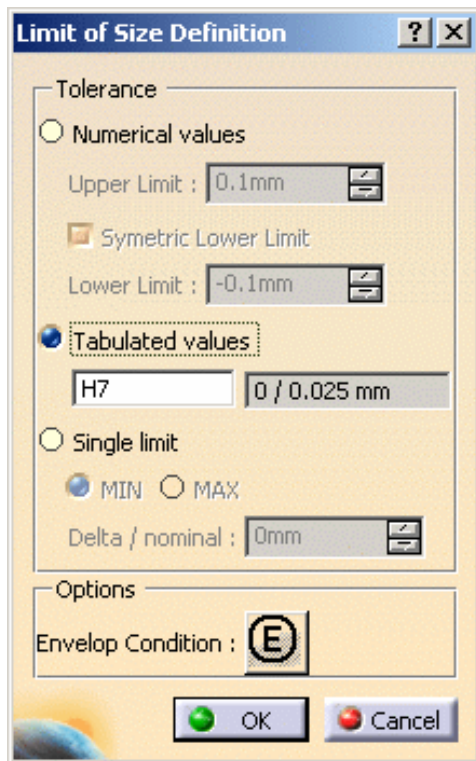 Limit of Size Definition ? X
Tolerance
Numerical values
Upper Limit : 0.1mm
Symetric Lower Limit
Lower Limit : -0.1mm
Tabulated values
H7 0 / 0.025 mm
Single limit
MIN MAX
Delta / nominal : 0mm
Options
Envelop Condition : E
OK Cancel